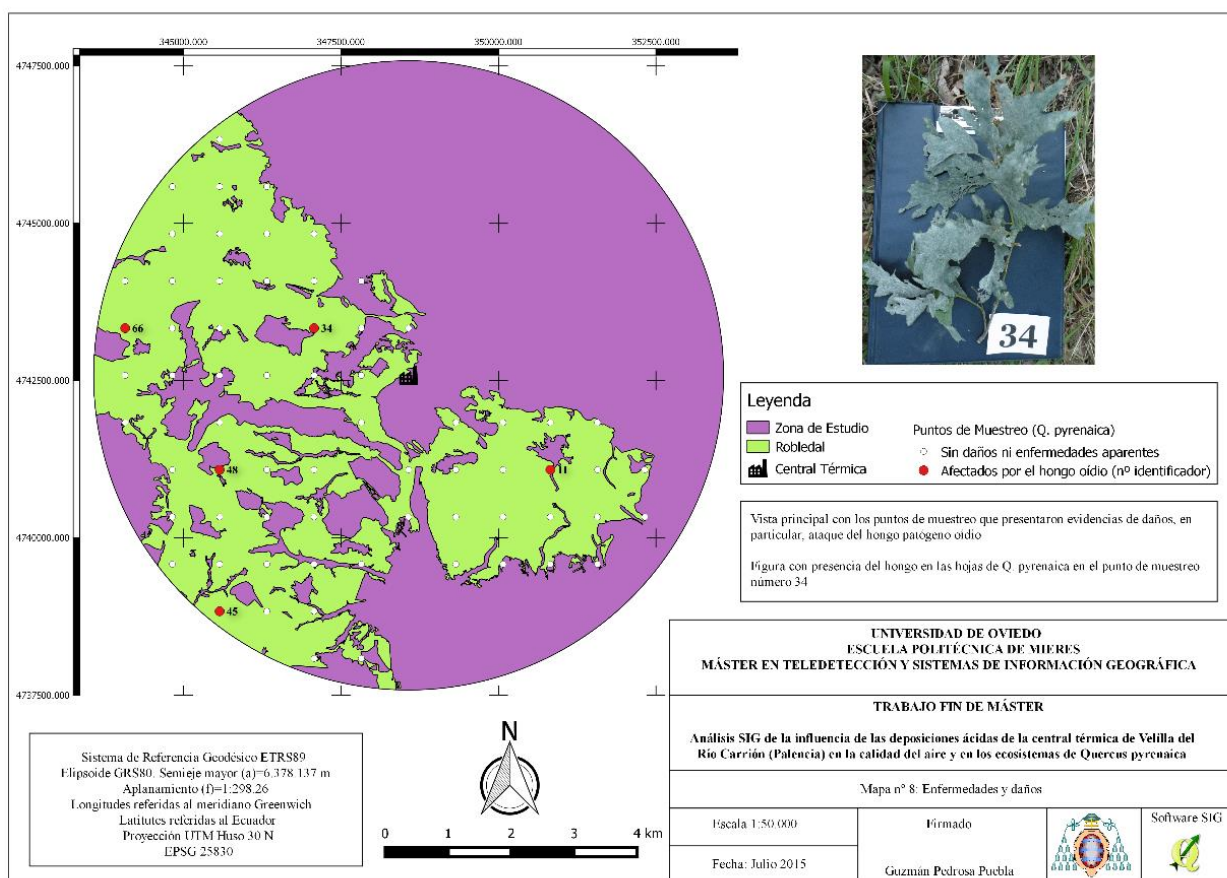 345000.000 347500.000 350000.000 352500.000
4747500.000
4745000.000
4742500.000
4740000.000
4737500.000
66
34
48
11
45
34
Leyenda
Zona de Estudio
Robledal
Central Térmica
Puntos de Muestreo (Q. pyrenaica)
Sin daños ni enfermedades aparentes
Afectados por el hongo oídio (nº identificador)
Vista principal con los puntos de muestreo que presentaron evidencias de daños, en
particular, ataque del hongo patógeno oídio
Figura con presencia del hongo en las hojas de Q. pyrenaica en el punto de muestreo
número 34
Sistema de Referencia Geodésico ETRS89
Elipsoide GRS80. Semieje mayor (a)=6.378.137 m
Aplanamiento (f)=1:298.26
Longitudes referidas al meridiano Greenwich
Latitutes referidas al Ecuador
Proyección UTM Huso 30 N
EPSG 25830
N
0 1 2 3 4 km
UNIVERSIDAD DE OVIEDO
ESCUELA POLITÉCNICA DE MIERES
MÁSTER EN TELEDETECCIÓN Y SISTEMAS DE INFORMACIÓN GEOGRÁFICA
TRABAJO FIN DE MÁSTER
Análisis SIG de la influencia de las deposiciones ácidas de la central térmica de Velilla del
Río Carrión (Palencia) en la calidad del aire y en los ecosistemas de Quercus pyrenaica
Mapa nº 8: Enfermedades y daños
Escala 1:50.000
Fecha: Julio 2015
Firmado
Guzmán Pedrosa Puebla
Software SIG